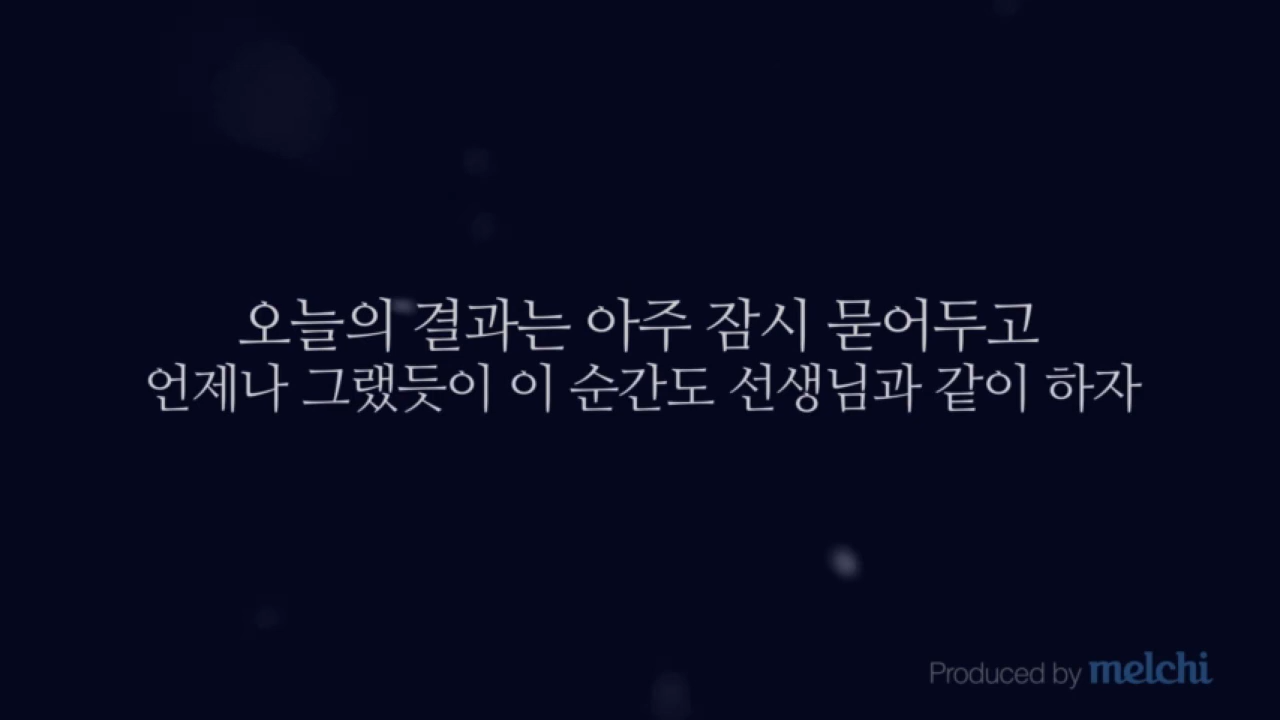 오늘의 결과는 아주 잠시 묻어두고
언제나 그랬듯이 이 순간도 선생님과 같이 하자
Produced by melchi